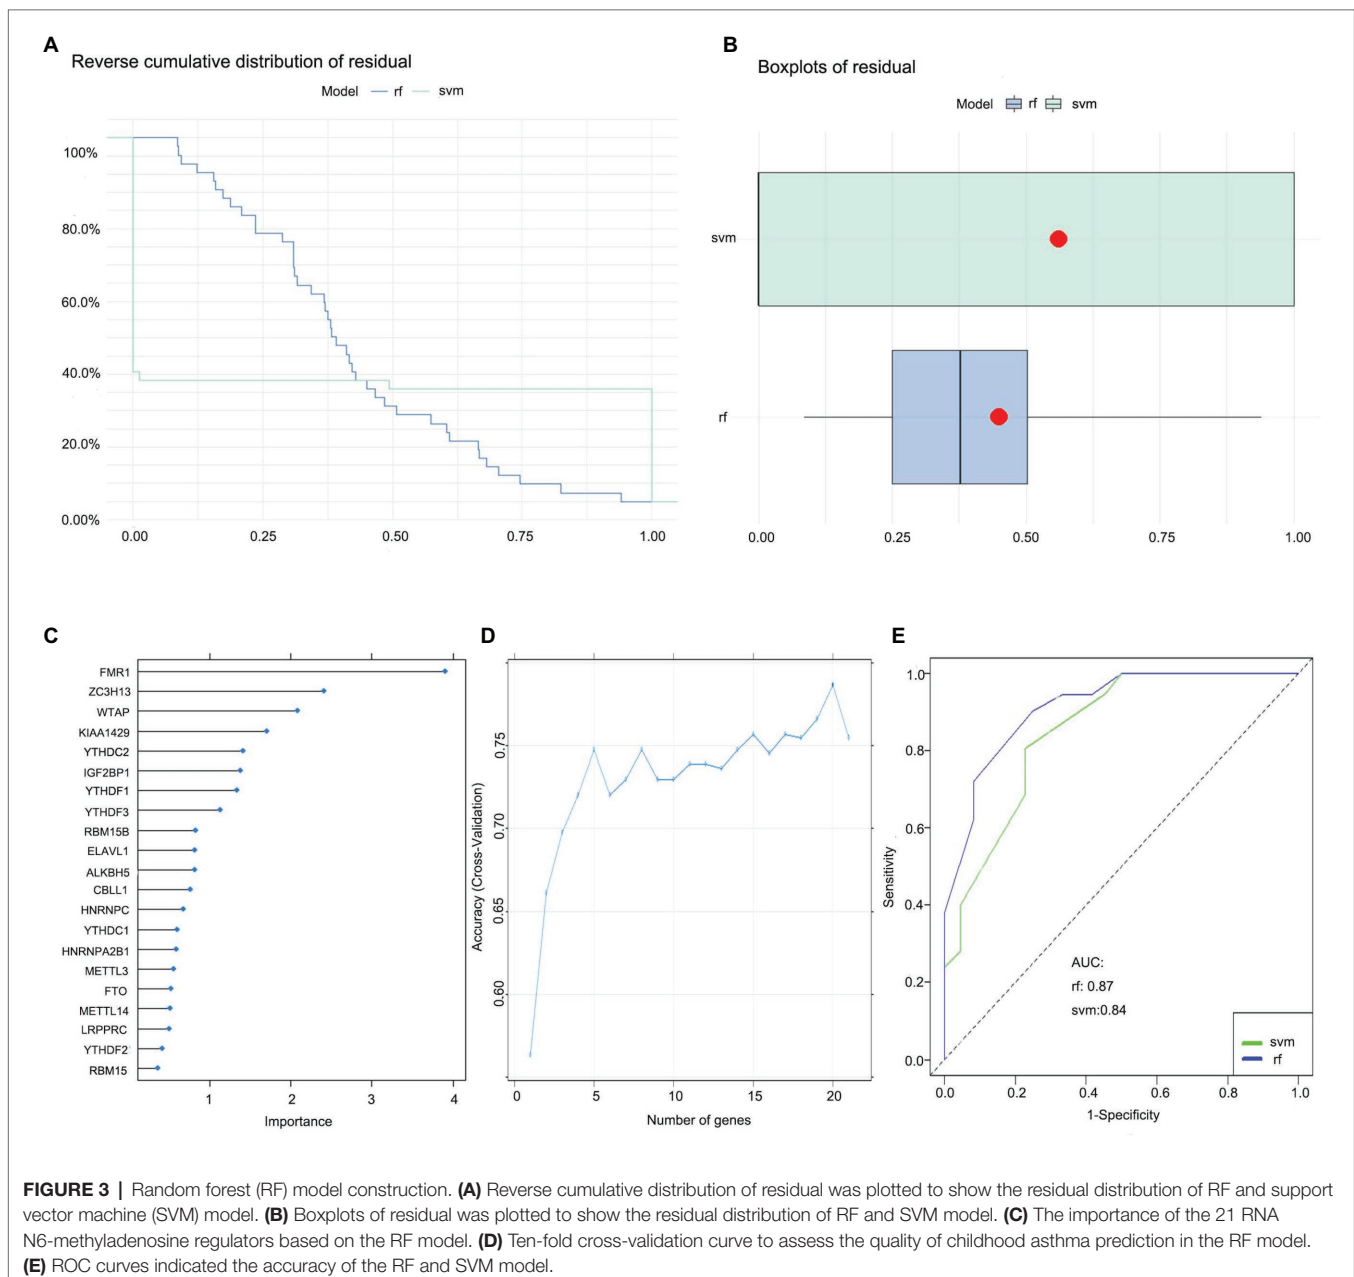 A
Reverse cumulative distribution of residual
Model rf svm
100%
80.0%
60.0%
40.0%
20.0%
0.00%
0.00 0.25 0.50 0.75 1.00
B
Boxplots of residual
Model rf svm
svm
rf
0.00 0.25 0.50 0.75 1.00
C
FMR1
ZC3H13
WTAP
KIAA1429
YTHDC2
IGF2BP1
YTHDF1
YTHDF3
RBM15B
ELAVL1
ALKBH5
CBLL1
HNRNPC
YTHDC1
HNRNPA2B1
METTL3
FTO
METTL14
LRPPRC
YTHDF2
RBM15
1 2 3 4
Importance
D
Accuracy (Cross-Validation)
0.75
0.70
0.65
0.60
0 5 10 15 20
Number of genes
E
Sensitivity
1.0
0.8
0.6
0.4
0.2
0.0
AUC:
rf: 0.87
svm:0.84
svm
rf
0.0 0.2 0.4 0.6 0.8 1.0
1-Specificity
FIGURE 3 | Random forest (RF) model construction. (A) Reverse cumulative distribution of residual was plotted to show the residual distribution of RF and support
vector machine (SVM) model. (B) Boxplots of residual was plotted to show the residual distribution of RF and SVM model. (C) The importance of the 21 RNA
N6-methyladenosine regulators based on the RF model. (D) Ten-fold cross-validation curve to assess the quality of childhood asthma prediction in the RF model.
(E) ROC curves indicated the accuracy of the RF and SVM model.